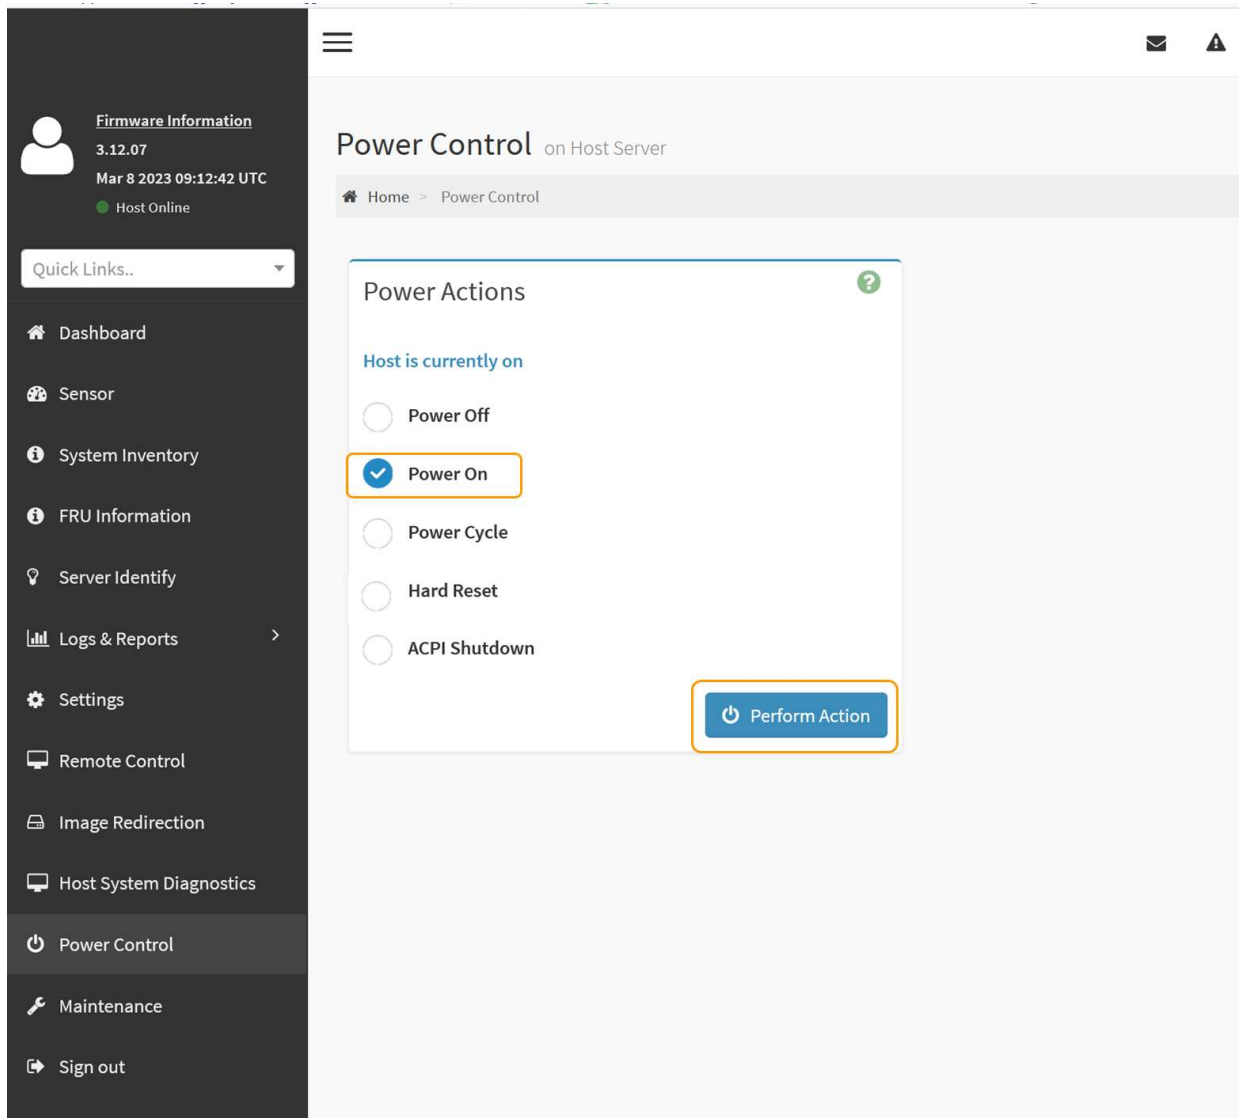 Firmware Information
3.12.07
Mar 8 2023 09:12:42 UTC
Host Online
Quick Links..
Dashboard
Sensor
System Inventory
FRU Information
Server Identify
Logs & Reports
Settings
Remote Control
Image Redirection
Host System Diagnostics
Power Control
Maintenance
Sign out
Power Control on Host Server
Home > Power Control
Power Actions
Host is currently on
Power Off
Power On
Power Cycle
Hard Reset
ACPI Shutdown
Perform Action